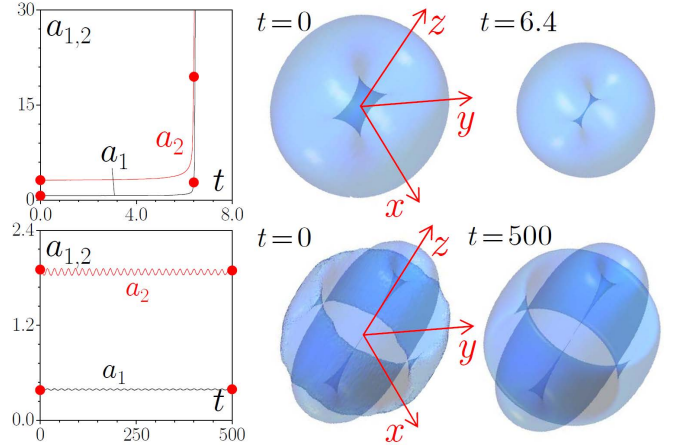 30
a₁,₂
15
a₁
a₂
0
t
0.0 4.0 8.0
t=0
z
y
x
t=6.4
2.4
a₁,₂
a₂
1.2
a₁
t
0.0
0 250 500
t=0
z
y
x
t=500